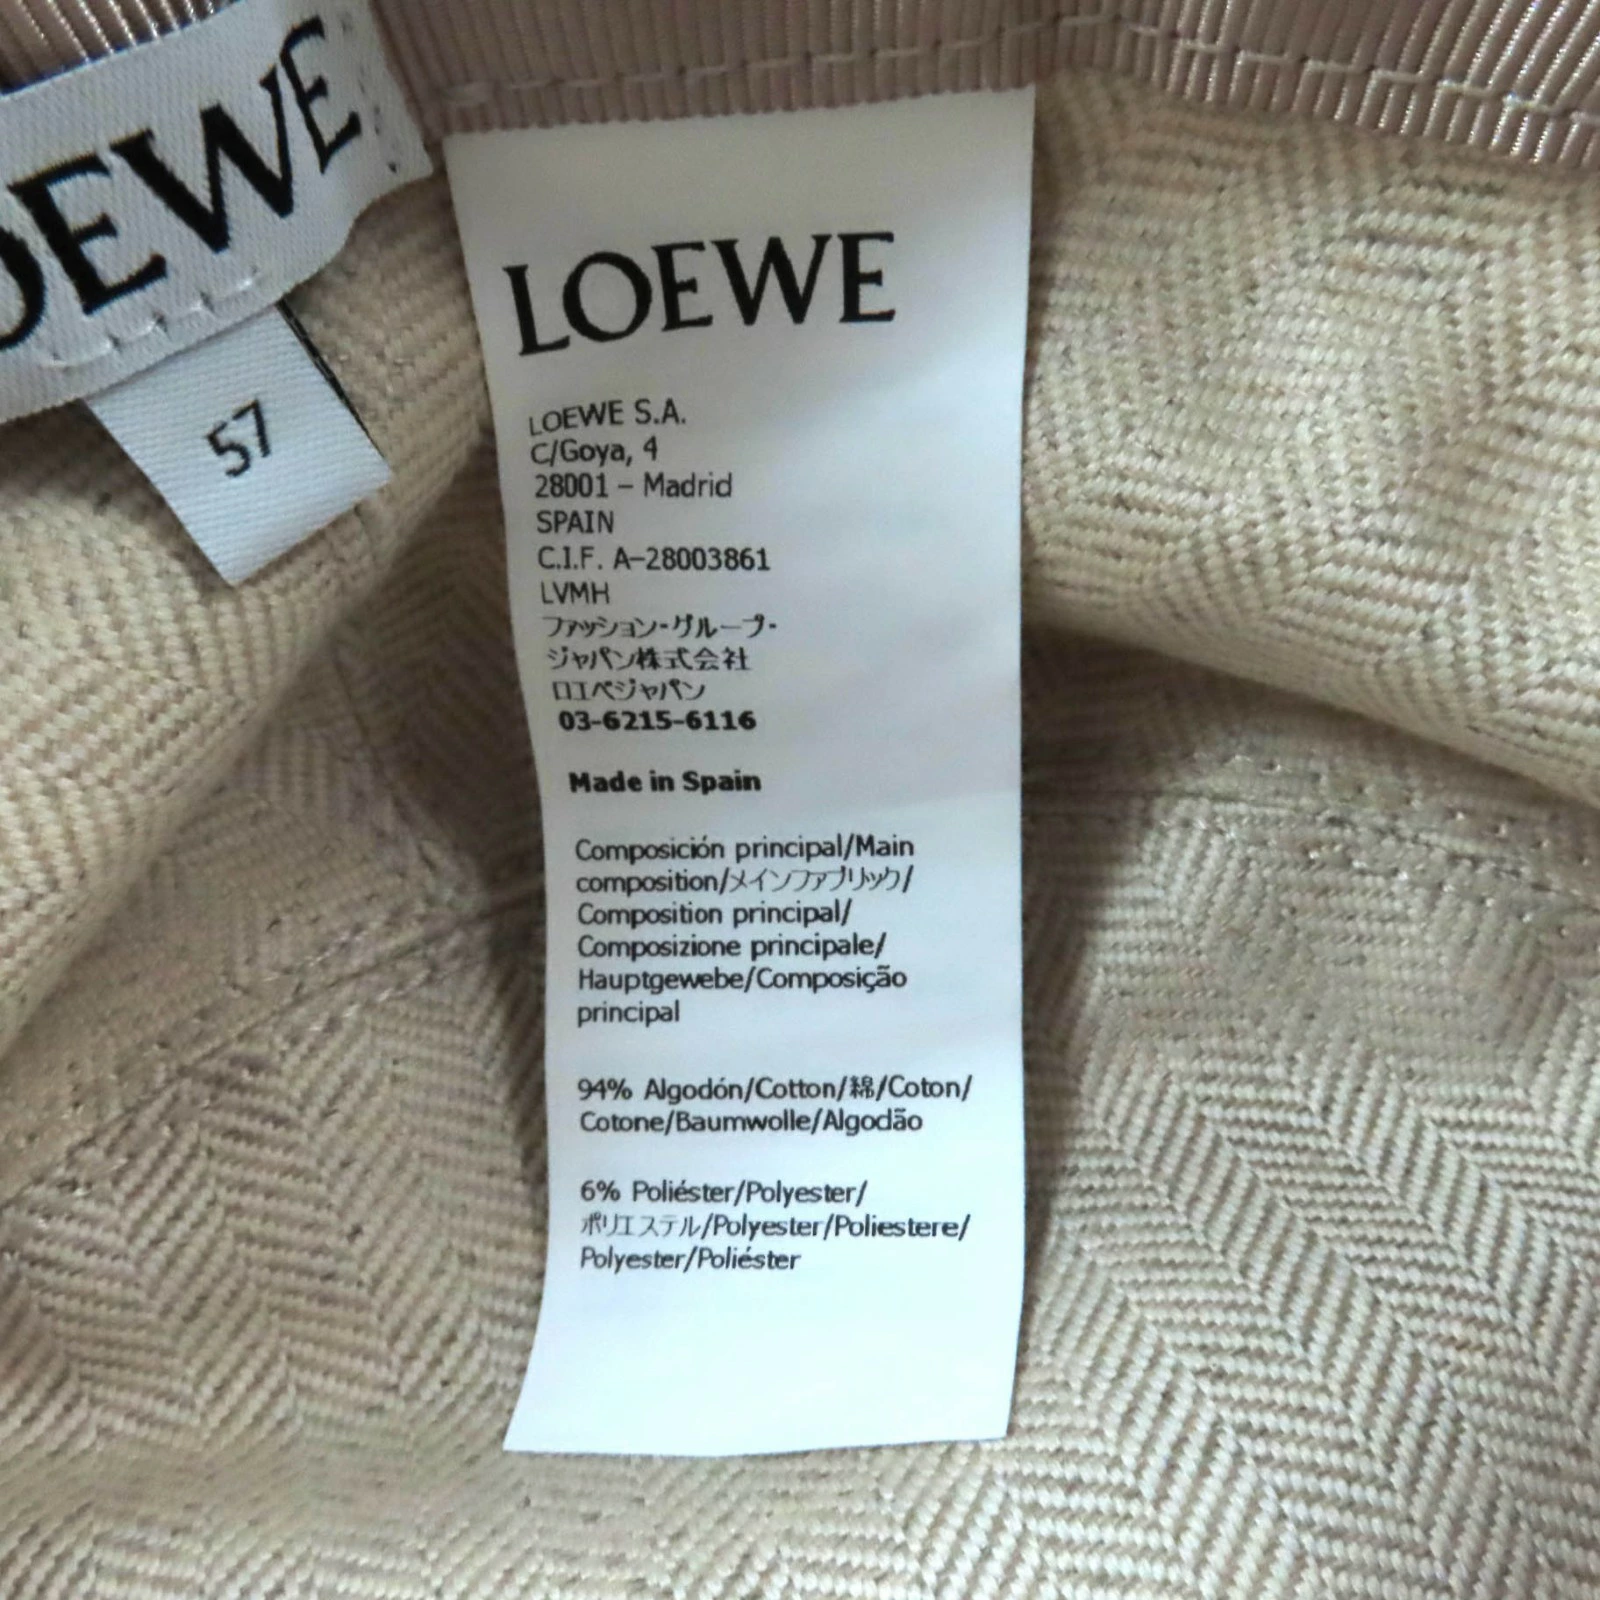 OEWE
57
LOEWE
LOEWE S.A.
C/Goya, 4
28001 – Madrid
SPAIN
C.I.F. A–28003861
LVMH
ファッション・グループ・
ジャパン株式会社
ロエベジャパン
03-6215-6116
Made in Spain
Composición principal/Main
composition/メインファブリック/
Composition principal/
Composizione principale/
Hauptgewebe/Composição
principal
94% Algodón/Cotton/綿/Coton/
Cotone/Baumwolle/Algodão
6% Poliéster/Polyester/
ポリエステル/Polyester/Poliestere/
Polyester/Poliéster